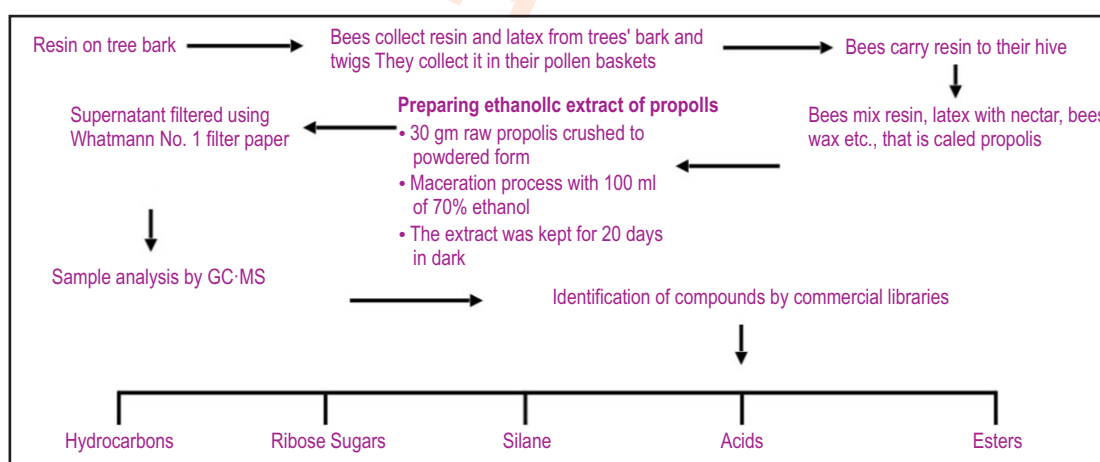 Resin on tree bark
Bees collect resin and latex from trees' bark and
twigs They collect it in their pollen baskets
Bees carry resin to their hive
Bees mix resin, latex with nectar, bees
wax etc., that is caled propolis
Preparing ethanollc extract of propolls
• 30 gm raw propolis crushed to
powdered form
• Maceration process with 100 ml
of 70% ethanol
• The extract was kept for 20 days
in dark
Supernatant filtered using
Whatmann No. 1 filter paper
Sample analysis by GC·MS
Identification of compounds by commercial libraries
Hydrocarbons
Ribose Sugars
Silane
Acids
Esters